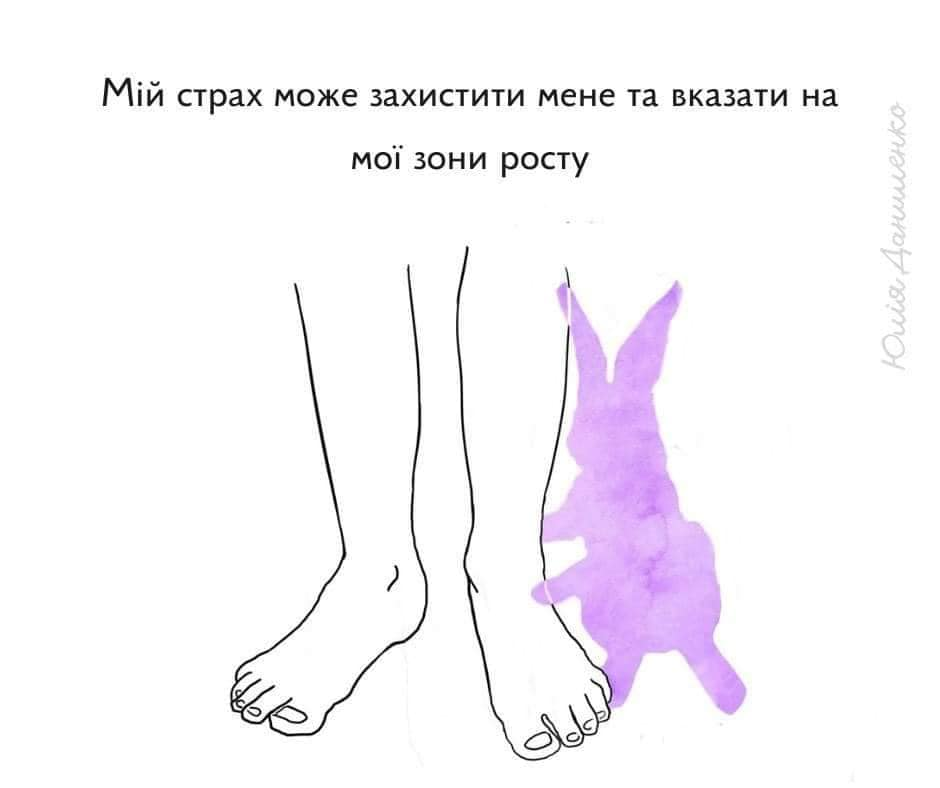 Мій страх може захистити мене та вказати на
мої зони росту
Юлія Данишенко